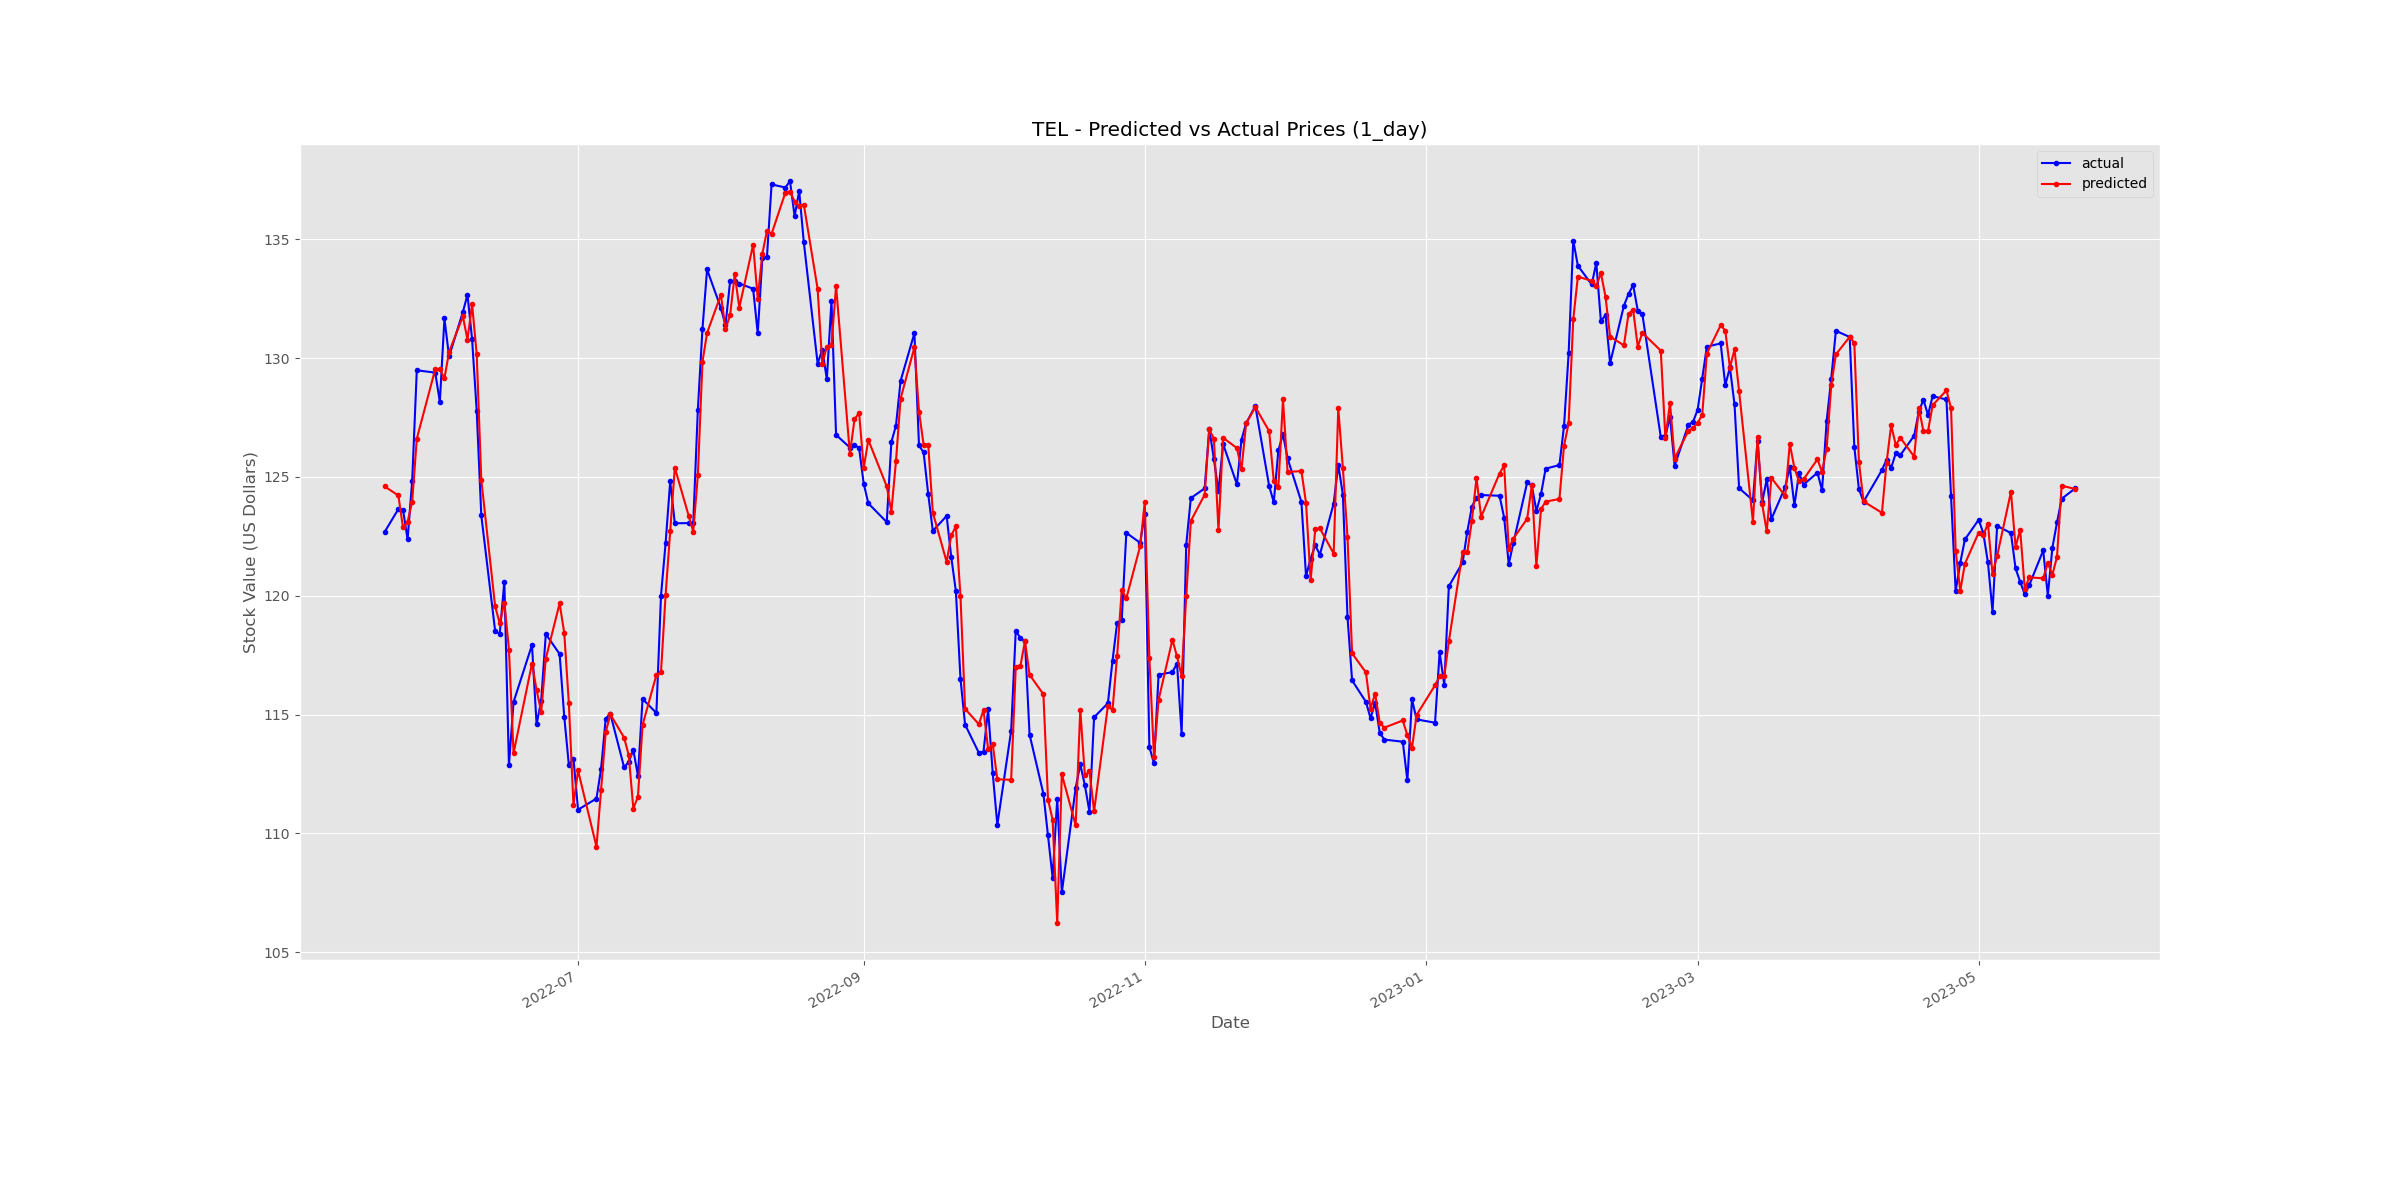 TEL - Predicted vs Actual Prices (1_day)
actual
predicted
Stock Value (US Dollars)
135
130
125
120
115
110
105
2022-07
2022-09
2022-11
2023-01
2023-03
2023-05
Date